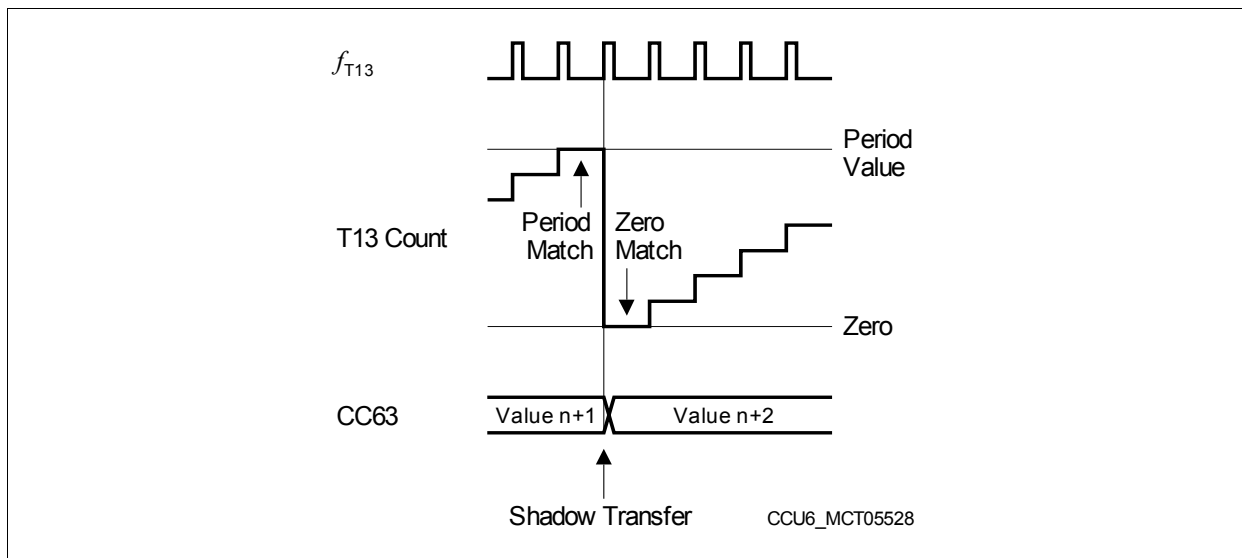 fT13
Period
Value
Period
Match
Zero
Match
T13 Count
Zero
CC63
Value n+1
Value n+2
Shadow Transfer
CCU6_MCT05528